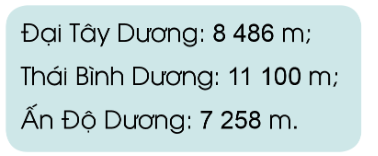 Đại Tây Dương: 8 486 m;
Thái Bình Dương: 11 100 m;
Ấn Độ Dương: 7 258 m.